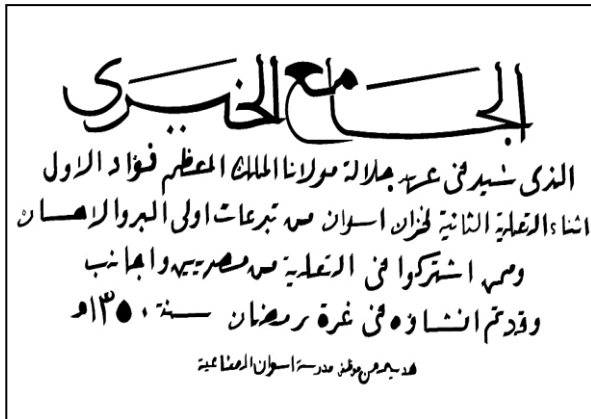 الجامع الخيرى
الذى شيد فى عهد جلالة مولانا الملك المعظم فؤاد الاول
اثناء التعلية الثانية لخزان اسوان من تبرعات اولى البر والاحسان
وممن اشتركوا فى التعلية من مصريين واجانب
وقد تم انشاؤه فى غرة رمضان سنة ١٣٥٠هـ
هدية من موظفى مدرسة اسوان الصناعية